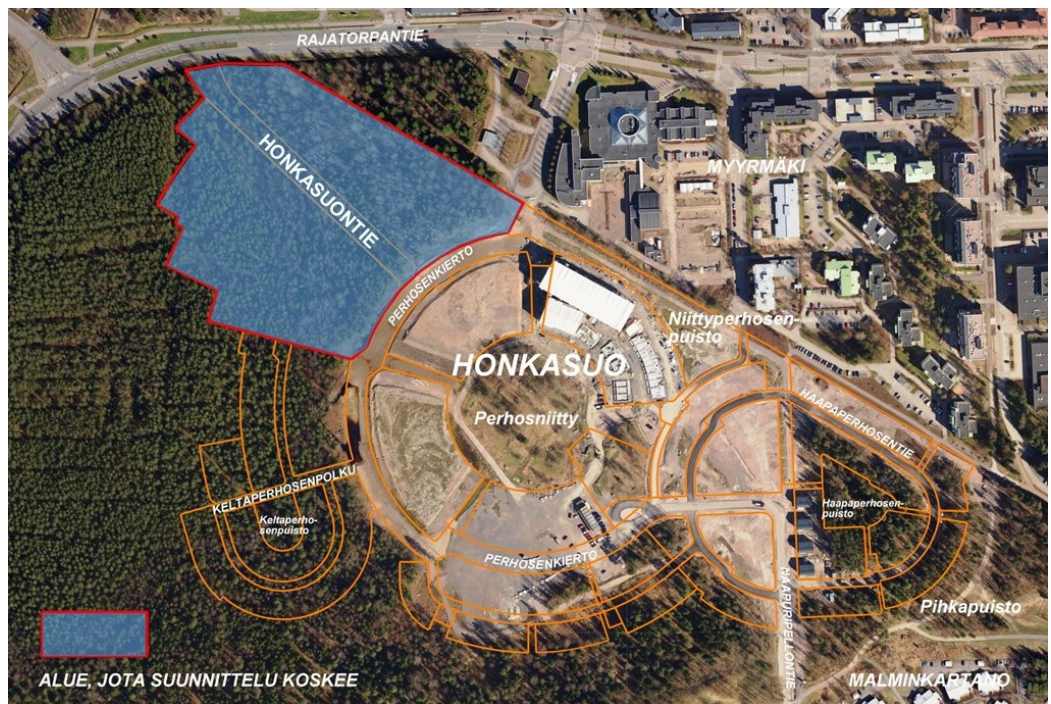 RAJATORPANTIE
HONKASUONTIE
MYYRMÄKI
PERHOSENKIERTO
Niittyperhosen-
puisto
HONKASUO
Perhosniitty
HAAPAPERHOSENTIE
KELTAPERHOSENPOLKU
Keltaperho-
senpuisto
Haapaperhosen-
puisto
PERHOSENKIERTO
NAAPURIPELLONTIE
Pihkapuisto
ALUE, JOTA SUUNNITTELU KOSKEE
MALMINKARTANO